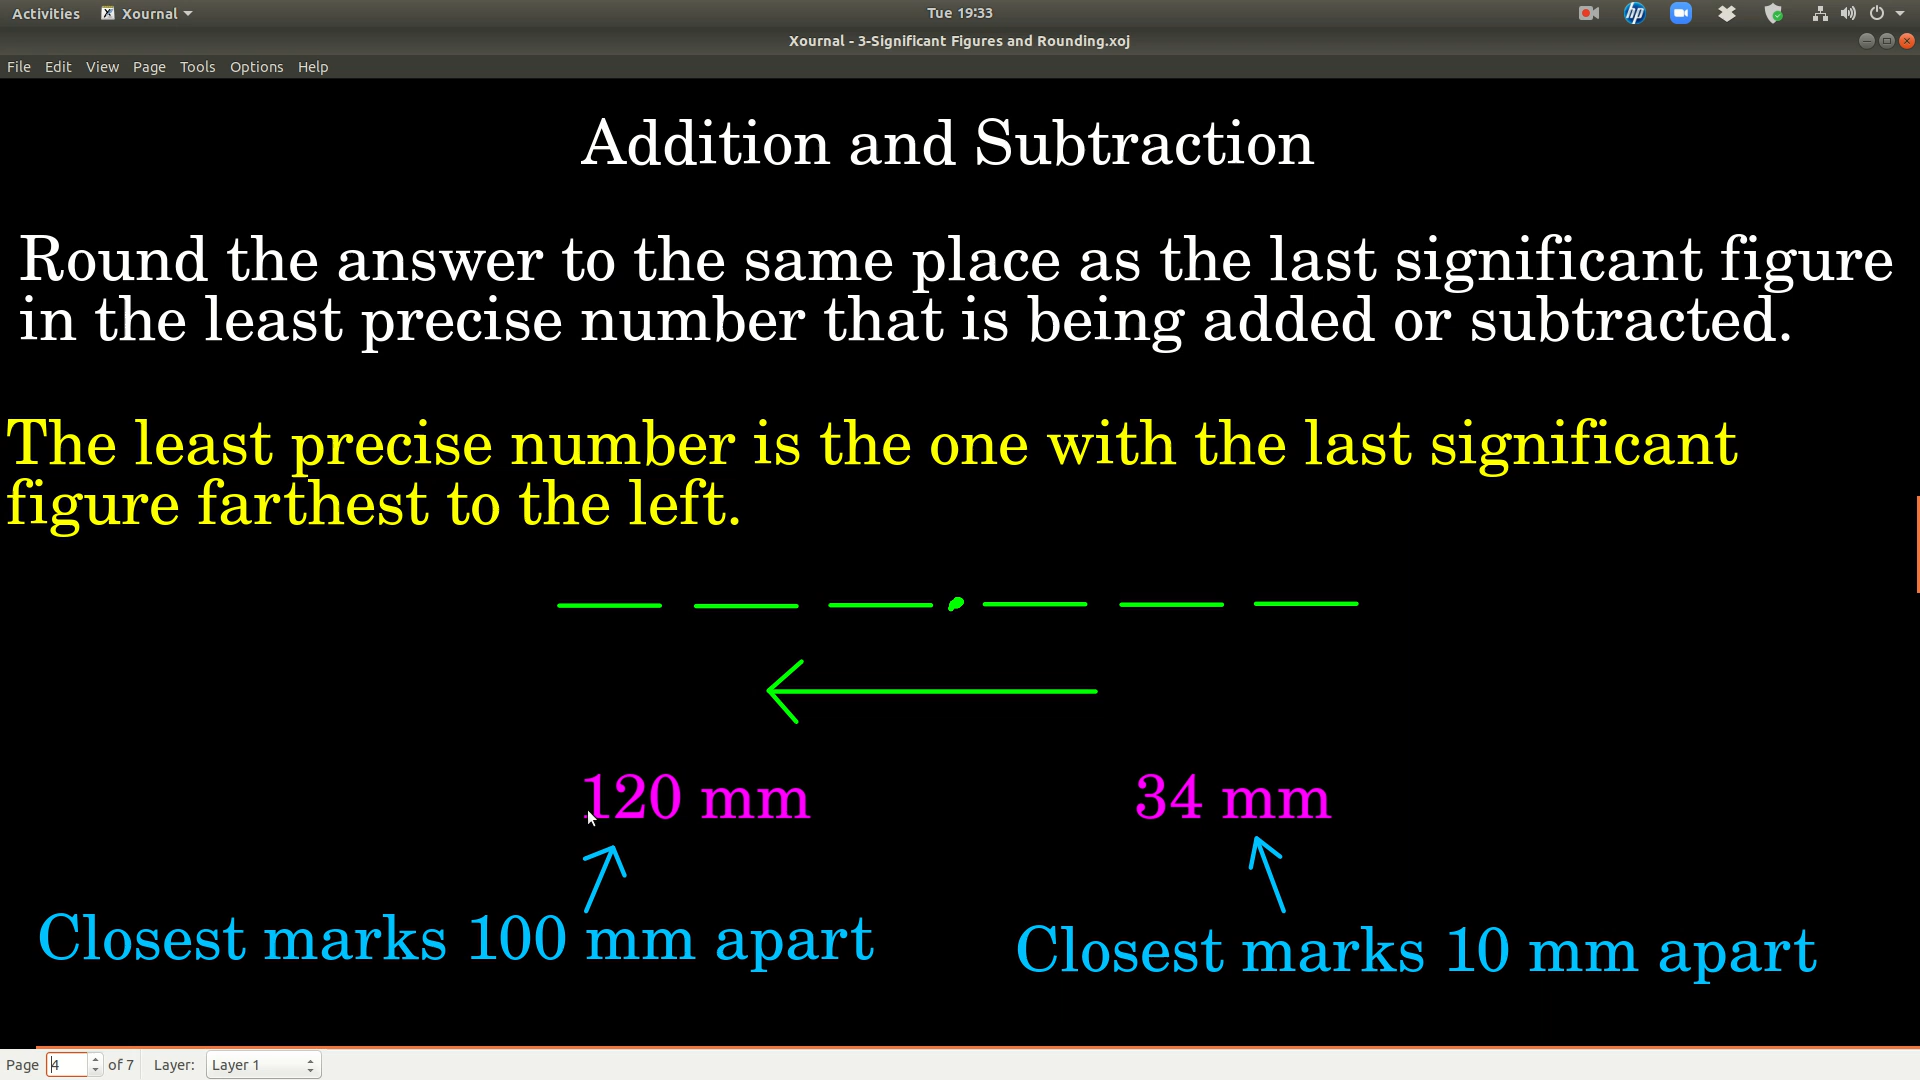 Activities Xournal Tue 19:33
Xournal - 3-Significant Figures and Rounding.xoj
File Edit View Page Tools Options Help
Addition and Subtraction
Round the answer to the same place as the last significant figure
in the least precise number that is being added or subtracted.
The least precise number is the one with the last significant
figure farthest to the left.
120 mm 34 mm
Closest marks 100 mm apart Closest marks 10 mm apart
Page 4 of 7 Layer: Layer 1